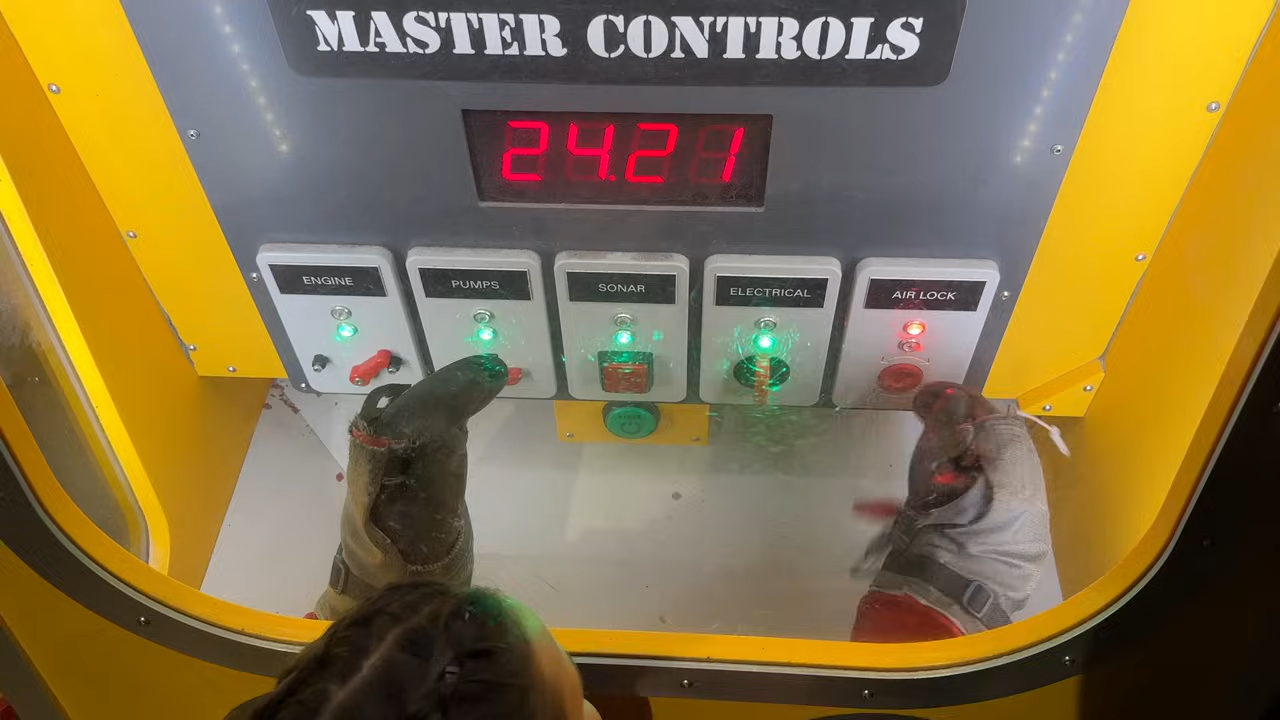 MASTER CONTROLS
24.21
ENGINE
PUMPS
SONAR
ELECTRICAL
AIR LOCK